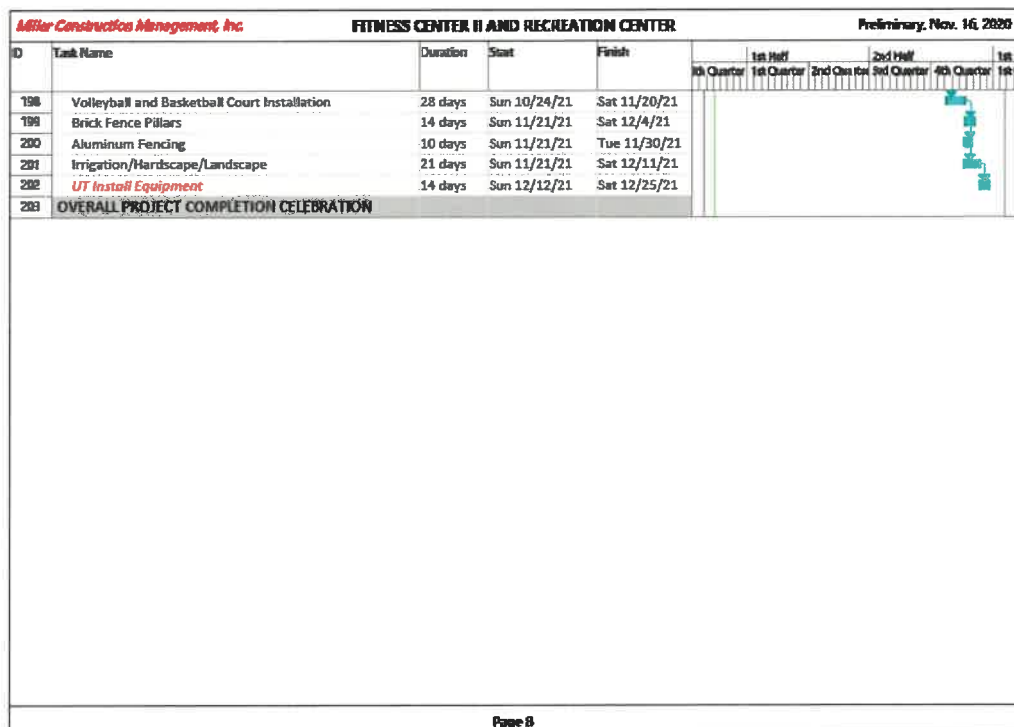 Miller Construction Management, Inc. FITNESS CENTER II AND RECREATION CENTER Preliminary, Nov. 16, 2020
ID Task Name Duration Start Finish 1st Half 2nd Half 1st
th Quarter 1st Quarter 2nd Quarter 3rd Quarter 4th Quarter 1st
198 Volleyball and Basketball Court Installation 28 days Sun 10/24/21 Sat 11/20/21
199 Brick Fence Pillars 14 days Sun 11/21/21 Sat 12/4/21
200 Aluminum Fencing 10 days Sun 11/21/21 Tue 11/30/21
201 Irrigation/Hardscape/Landscape 21 days Sun 11/21/21 Sat 12/11/21
202 UT Install Equipment 14 days Sun 12/12/21 Sat 12/25/21
203 OVERALL PROJECT COMPLETION CELEBRATION
Page 8